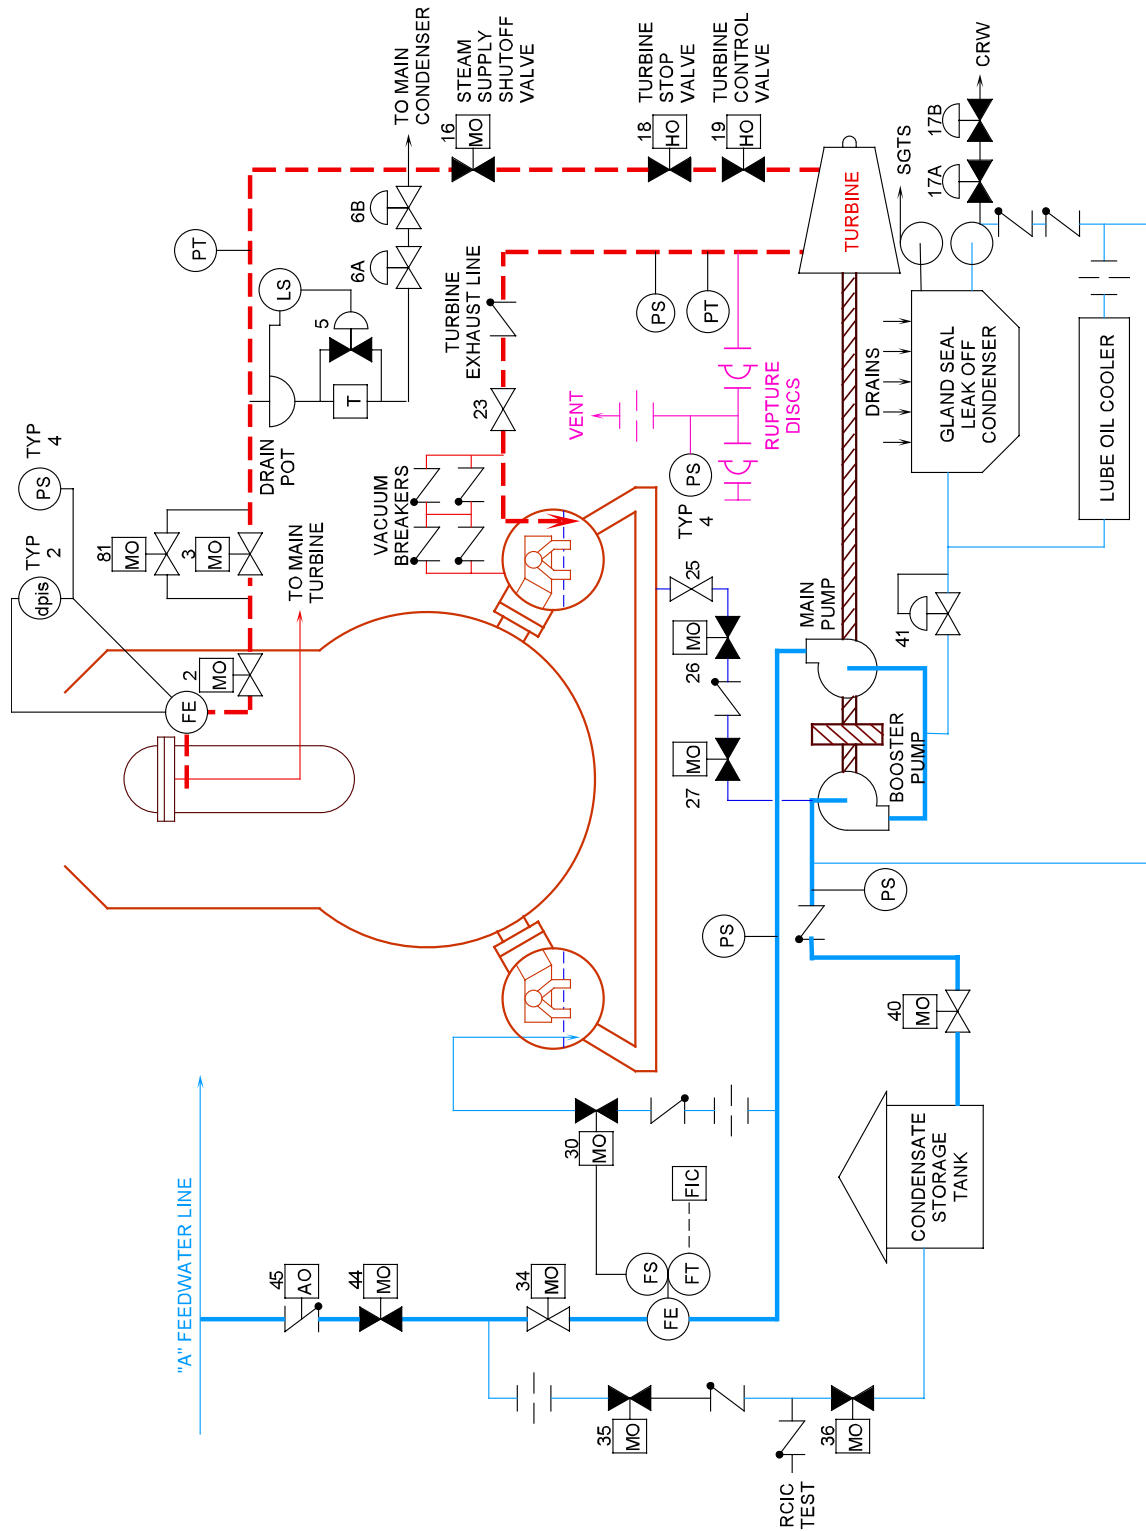 "A" FEEDWATER LINE
45
AO
44
MO
34
MO
FE
FS
FT
FIC
30
MO
35
MO
36
MO
RCIC
TEST
CONDENSATE
STORAGE
TANK
40
MO
PS
PS
dpis
TYP
2
PS
TYP
4
FE
2
MO
81
MO
3
MO
TO MAIN
TURBINE
DRAIN
POT
LS
5
T
PT
6A
6B
TO MAIN
CONDENSER
16
MO
STEAM
SUPPLY
SHUTOFF
VALVE
18
HO
TURBINE
STOP
VALVE
19
HO
TURBINE
CONTROL
VALVE
TURBINE
EXHAUST LINE
23
VACUUM
BREAKERS
VENT
PS
TYP
4
RUPTURE
DISCS
PS
PT
TURBINE
SGTS
17A
17B
CRW
DRAINS
GLAND SEAL
LEAK OFF
CONDENSER
LUBE OIL COOLER
25
MO
26
MO
27
MAIN
PUMP
BOOSTER
PUMP
41